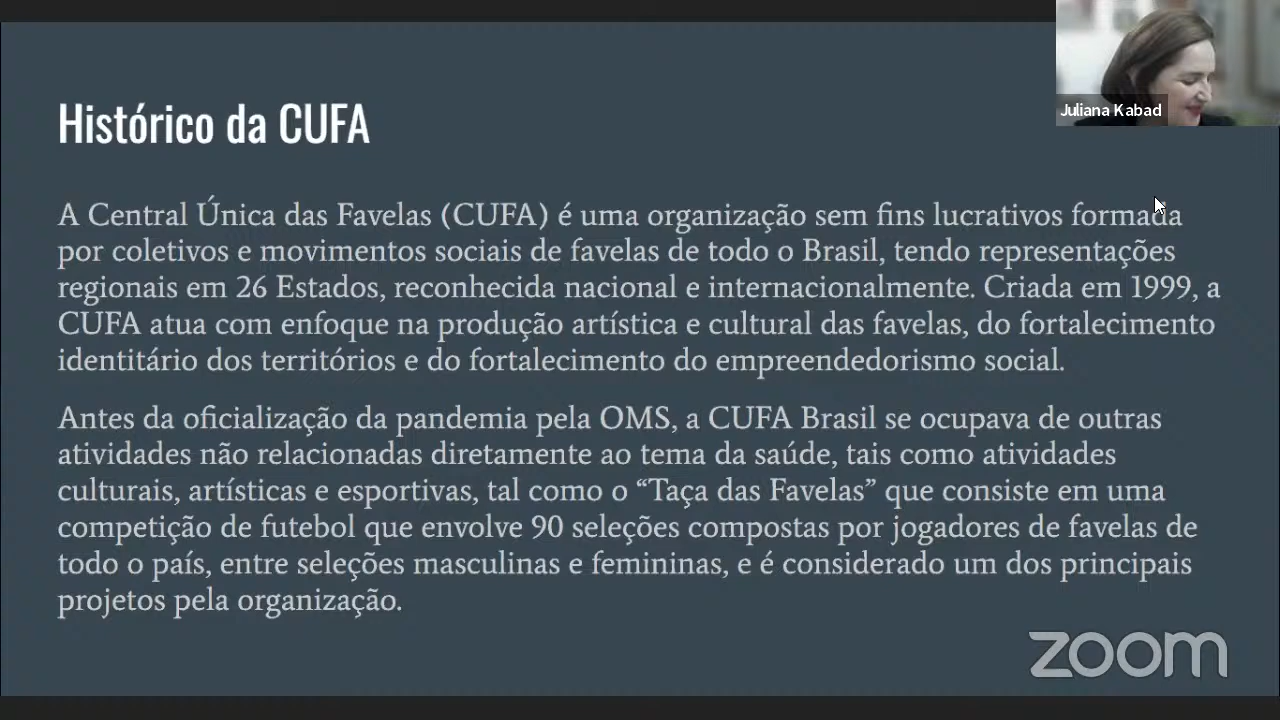 Juliana Kabad
Histórico da CUFA
A Central Única das Favelas (CUFA) é uma organização sem fins lucrativos formada
por coletivos e movimentos sociais de favelas de todo o Brasil, tendo representações
regionais em 26 Estados, reconhecida nacional e internacionalmente. Criada em 1999, a
CUFA atua com enfoque na produção artística e cultural das favelas, do fortalecimento
identitário dos territórios e do fortalecimento do empreendedorismo social.
Antes da oficialização da pandemia pela OMS, a CUFA Brasil se ocupava de outras
atividades não relacionadas diretamente ao tema da saúde, tais como atividades
culturais, artísticas e esportivas, tal como o “Taça das Favelas” que consiste em uma
competição de futebol que envolve 90 seleções compostas por jogadores de favelas de
todo o país, entre seleções masculinas e femininas, e é considerado um dos principais
projetos pela organização.
zoom